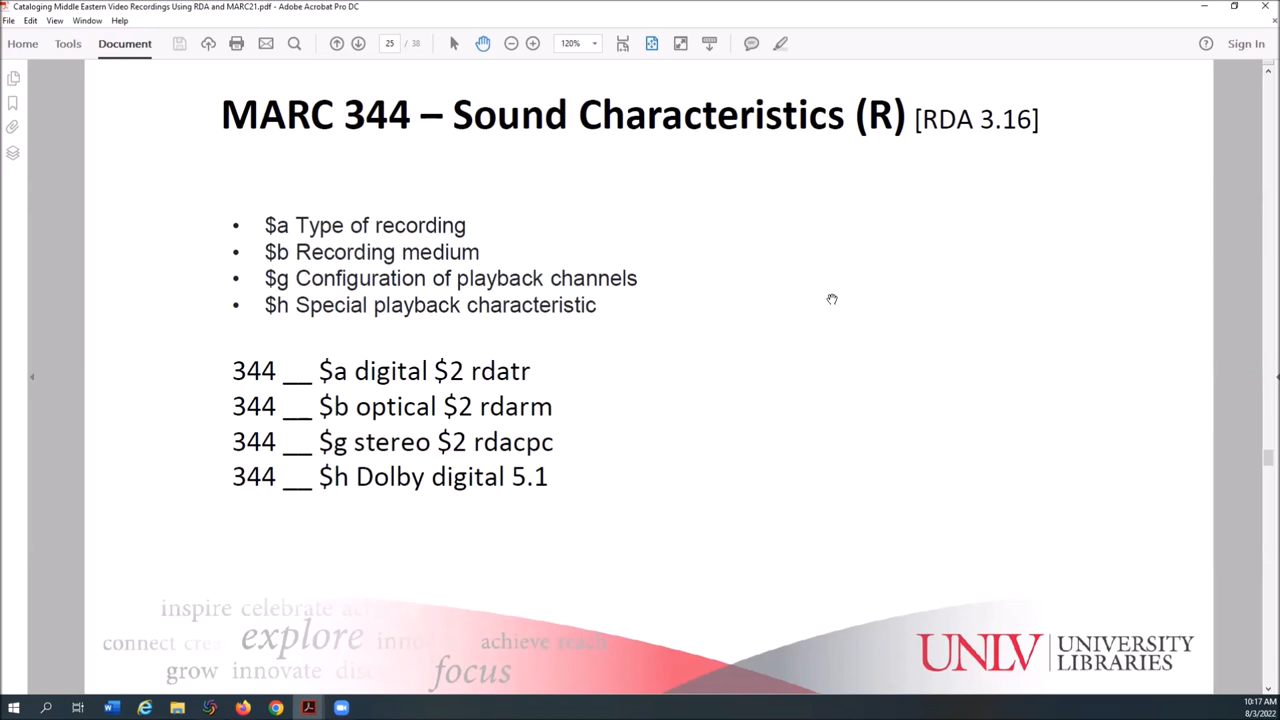 Cataloging Middle Eastern Video Recordings Using RDA and MARC21.pdf - Adobe Acrobat Pro DC
File Edit View Window Help
Home Tools Document 25 / 38 120% Sign In
MARC 344 – Sound Characteristics (R) [RDA 3.16]
• $a Type of recording
• $b Recording medium
• $g Configuration of playback channels
• $h Special playback characteristic
344 __ $a digital $2 rdatr
344 __ $b optical $2 rdarm
344 __ $g stereo $2 rdacpc
344 __ $h Dolby digital 5.1
inspire celebrate
connect explore achieve reach
grow innovate focus
UNLV UNIVERSITY
LIBRARIES
10:17 AM
8/3/2022